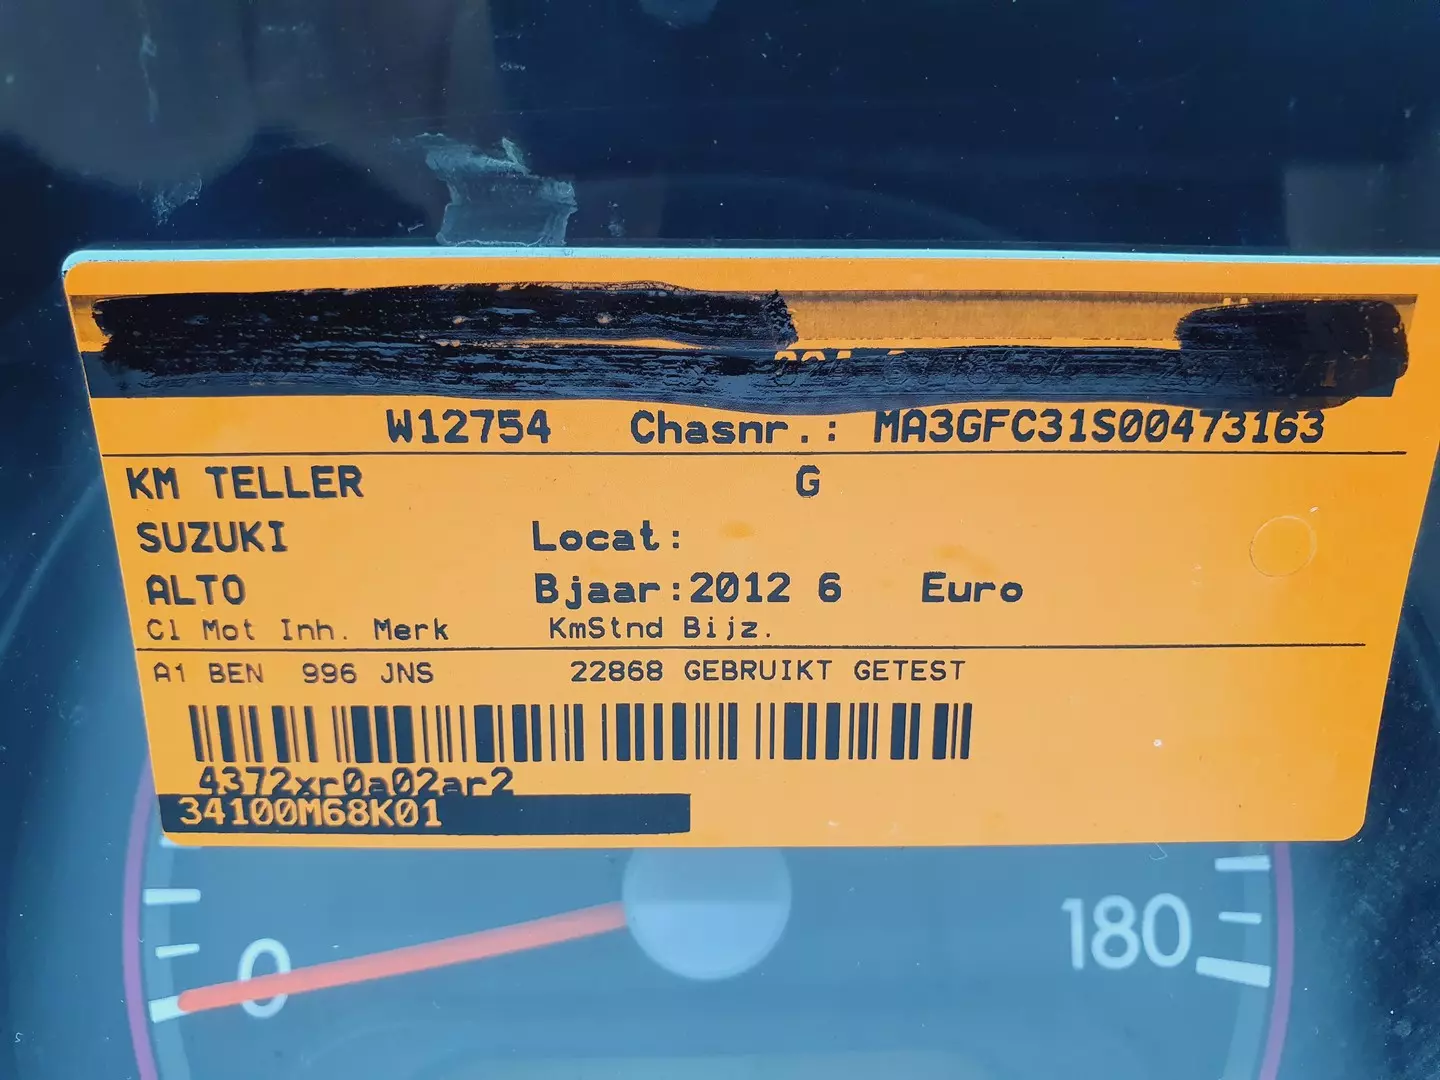 W12754 Chasnr.: MA3GFC31S00473163
KM TELLER G
SUZUKI Locat:
ALTO Bjaar:2012 6 Euro
Cl Mot Inh. Merk KmStnd Bijz.
A1 BEN 996 JNS 22868 GEBRUIKT GETEST
4372xr0a02ar2
34100M68K01
0 180